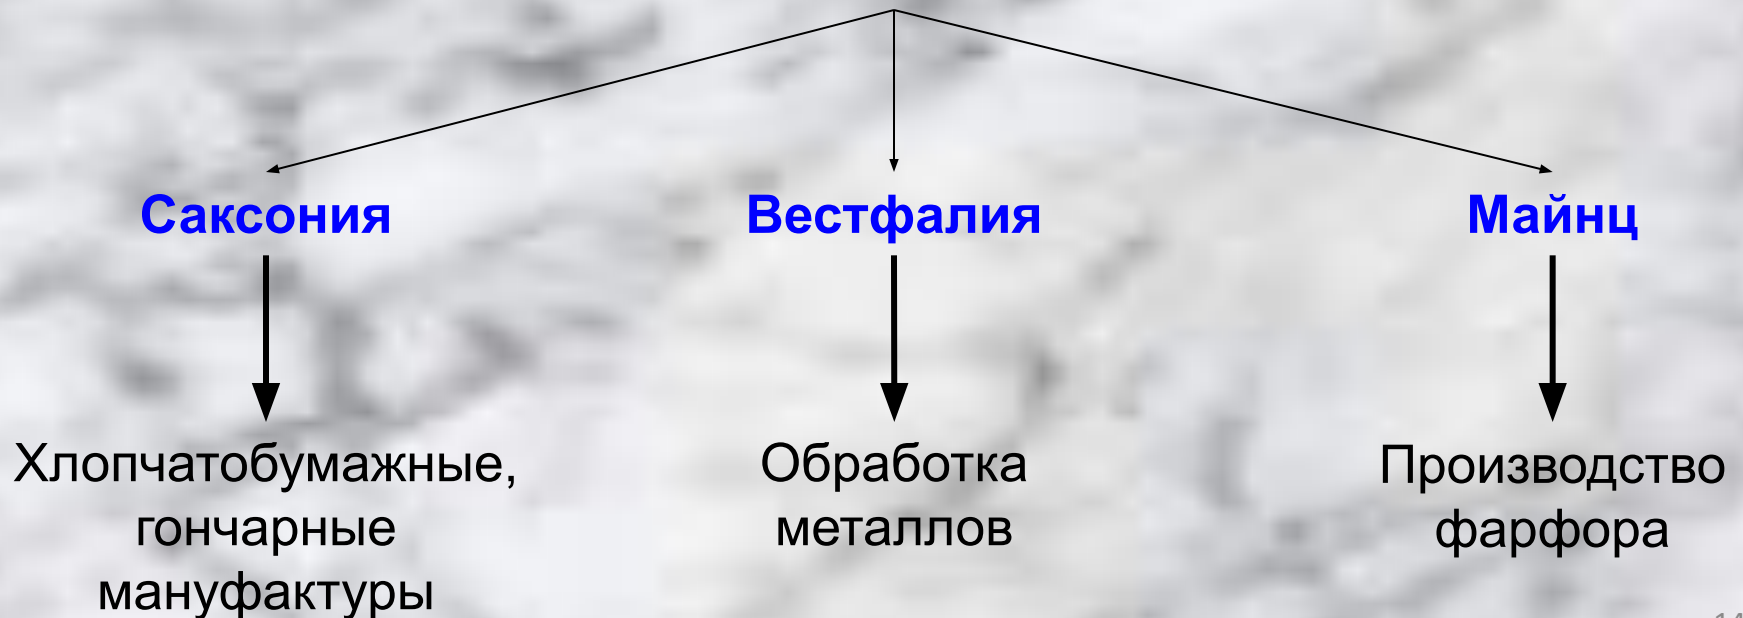 Саксония
Вестфалия
Майнц
Хлопчатобумажные,
гончарные
мануфактуры
Обработка
металлов
Производство
фарфора